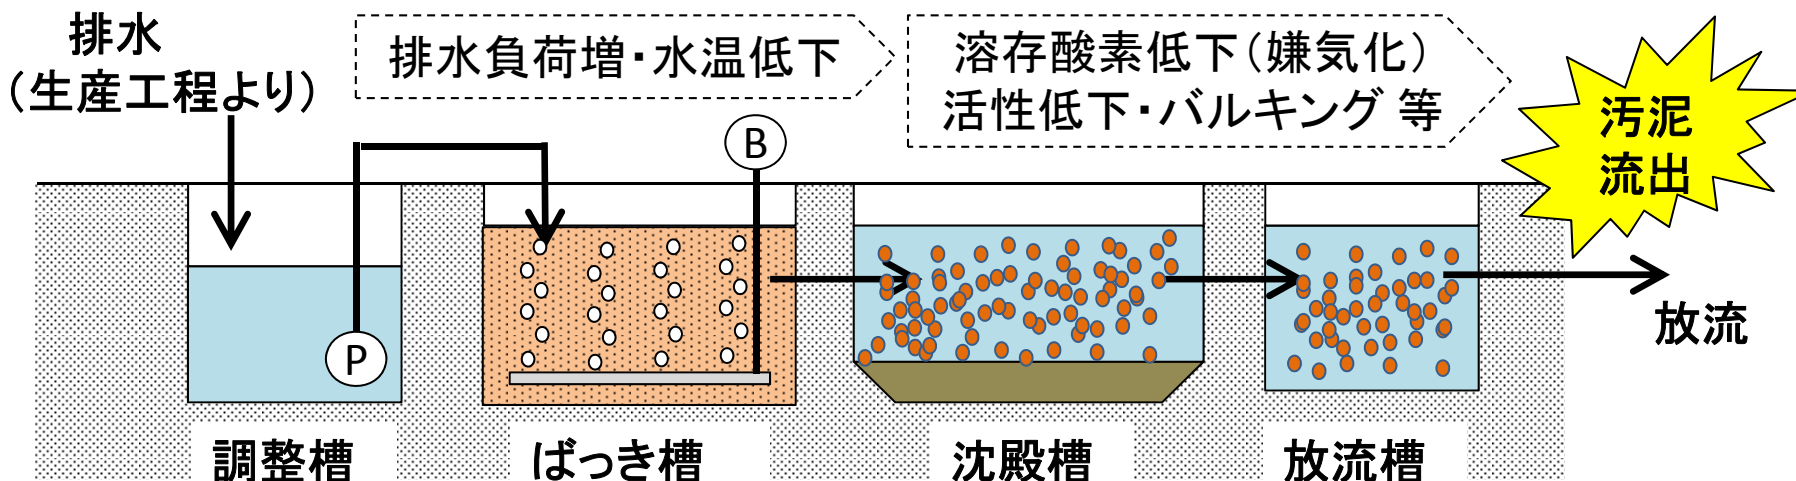 排水
(生産工程より)
排水負荷増・水温低下
溶存酸素低下(嫌気化)
活性低下・バルキング 等
汚泥
流出
B
P
放流
調整槽
ばっき槽
沈殿槽
放流槽